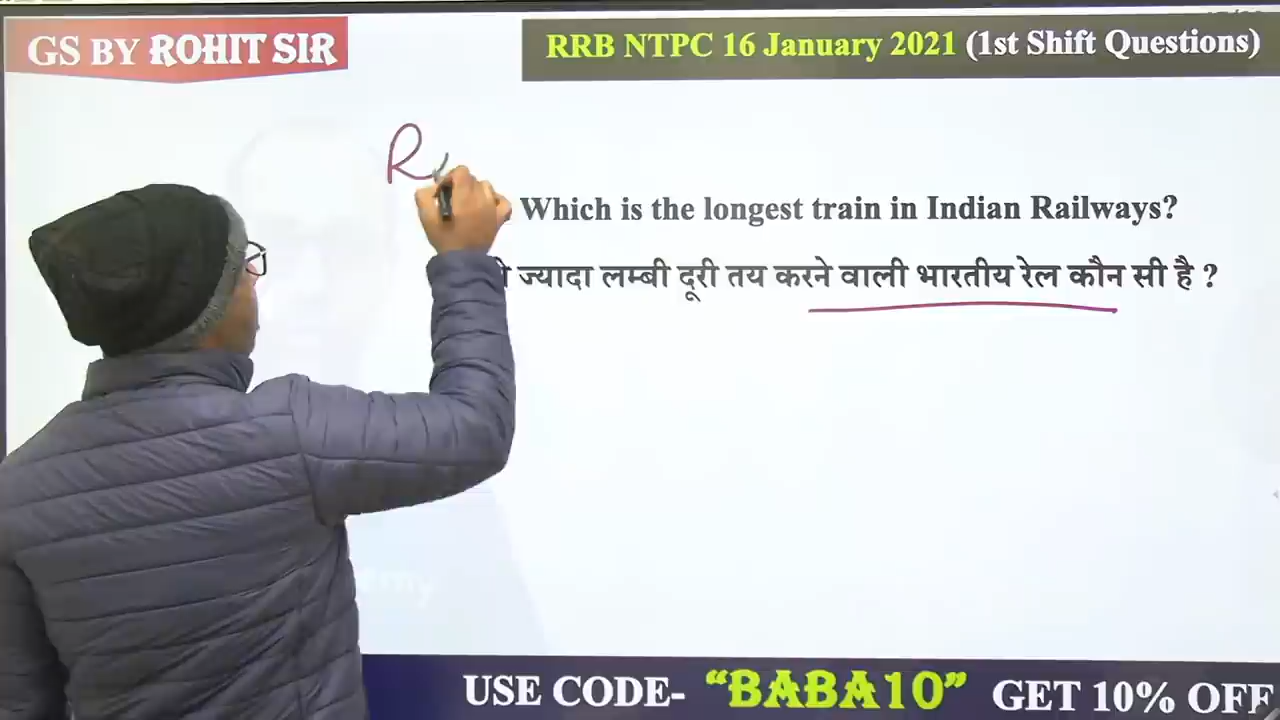 GS BY ROHIT SIR
RRB NTPC 16 January 2021 (1st Shift Questions)
R
Which is the longest train in Indian Railways?
ज्यादा लम्बी दूरी तय करने वाली भारतीय रेल कौन सी है ?
USE CODE- “BABA10” GET 10% OFF